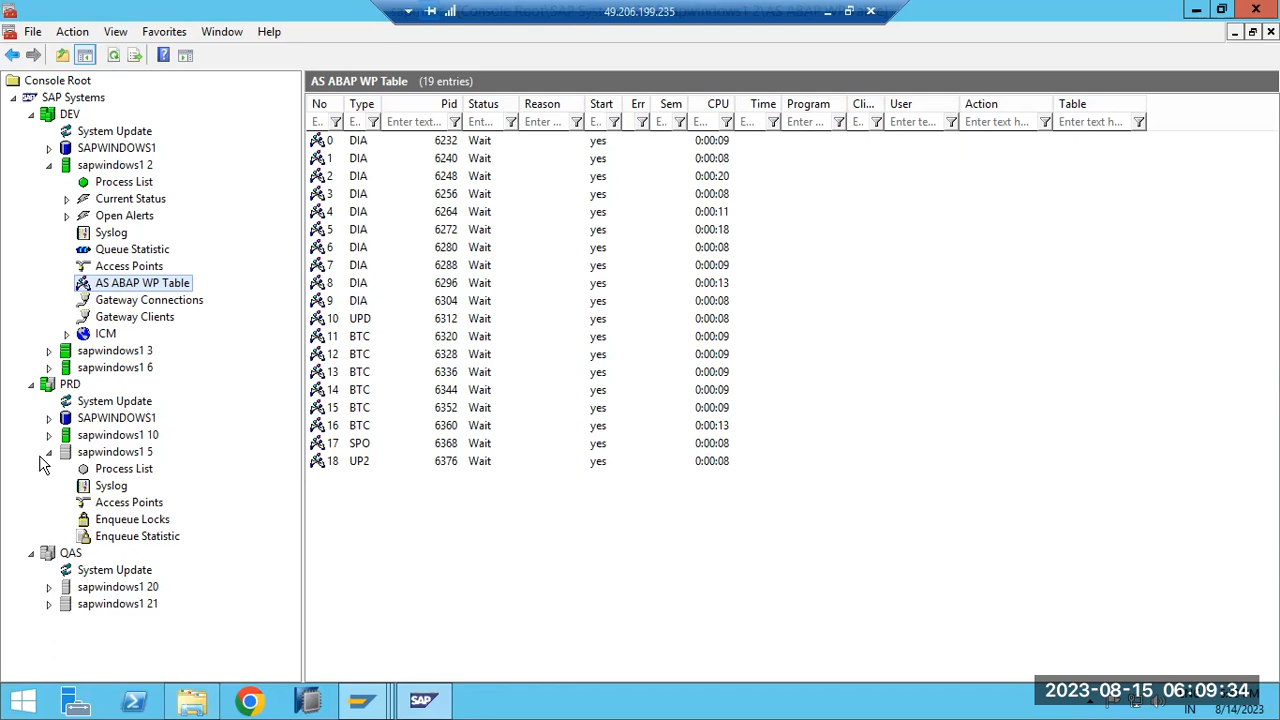 49.206.199.235
File Action View Favorites Window Help
Console Root
SAP Systems
DEV
System Update
SAPWINDOWS1
sapwindows1 2
Process List
Current Status
Open Alerts
Syslog
Queue Statistic
Access Points
AS ABAP WP Table
Gateway Connections
Gateway Clients
ICM
sapwindows1 3
sapwindows1 6
PRD
System Update
SAPWINDOWS1
sapwindows1 10
sapwindows1 5
Process List
Syslog
Access Points
Enqueue Locks
Enqueue Statistic
QAS
System Update
sapwindows1 20
sapwindows1 21
AS ABAP WP Table (19 entries)
No Type Pid Status Reason Start Err Sem CPU Time Program Cli... User Action Table
E.. E.. Enter text... Ent... Enter ... E.. E.. E... E... Enter ... E... Enter te... Enter text h... Enter text h...
0 DIA 6232 Wait yes 0:00:09
1 DIA 6240 Wait yes 0:00:08
2 DIA 6248 Wait yes 0:00:20
3 DIA 6256 Wait yes 0:00:08
4 DIA 6264 Wait yes 0:00:11
5 DIA 6272 Wait yes 0:00:18
6 DIA 6280 Wait yes 0:00:08
7 DIA 6288 Wait yes 0:00:09
8 DIA 6296 Wait yes 0:00:13
9 DIA 6304 Wait yes 0:00:08
10 UPD 6312 Wait yes 0:00:08
11 BTC 6320 Wait yes 0:00:09
12 BTC 6328 Wait yes 0:00:09
13 BTC 6336 Wait yes 0:00:09
14 BTC 6344 Wait yes 0:00:09
15 BTC 6352 Wait yes 0:00:09
16 BTC 6360 Wait yes 0:00:13
17 SPO 6368 Wait yes 0:00:08
18 UP2 6376 Wait yes 0:00:08
SAP
2023-08-15 06:09:34
IN 8/14/2023